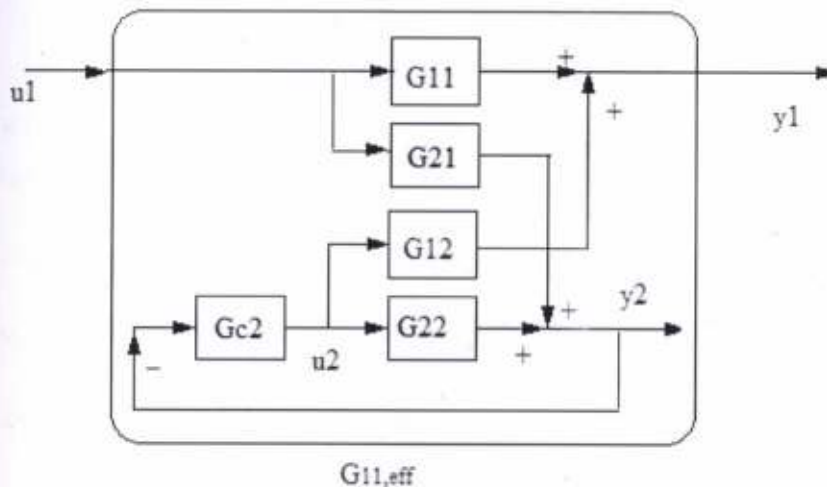 G11
+
u1
+
y1
G21
G12
y2
+
Gc2
G22
–
u2
+
G11,eff